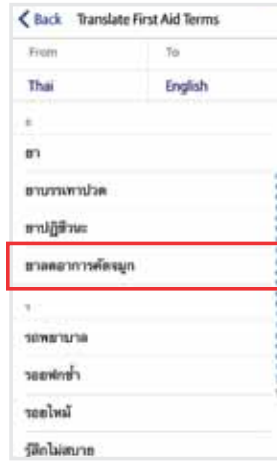 Back Translate First Aid Terms
From To
Thai English
ย
ยา
ยาบรรเทาปวด
ยาปฏิชีวนะ
ยาลดอาการคัดจมูก
ร
รถพยาบาล
รอยฟกช้ำ
รอยไหม้
รู้สึกไม่สบาย